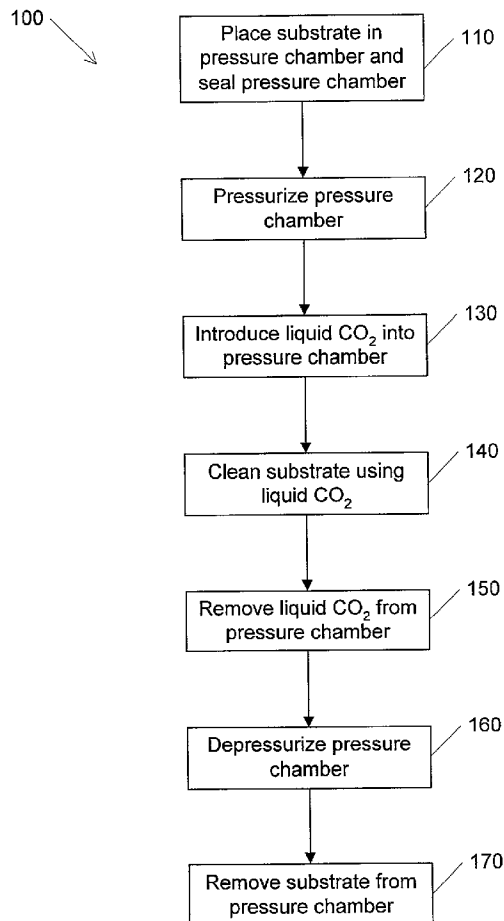 100
Place substrate in
pressure chamber and
seal pressure chamber
110
Pressurize pressure
chamber
120
Introduce liquid CO₂ into
pressure chamber
130
Clean substrate using
liquid CO₂
140
Remove liquid CO₂ from
pressure chamber
150
Depressurize pressure
chamber
160
Remove substrate from
pressure chamber
170